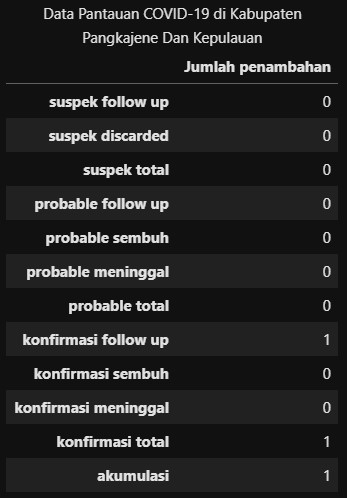 Data Pantauan COVID-19 di Kabupaten
Pangkajene Dan Kepulauan
Jumlah penambahan
suspek follow up 0
suspek discarded 0
suspek total 0
probable follow up 0
probable sembuh 0
probable meninggal 0
probable total 0
konfirmasi follow up 1
konfirmasi sembuh 0
konfirmasi meninggal 0
konfirmasi total 1
akumulasi 1